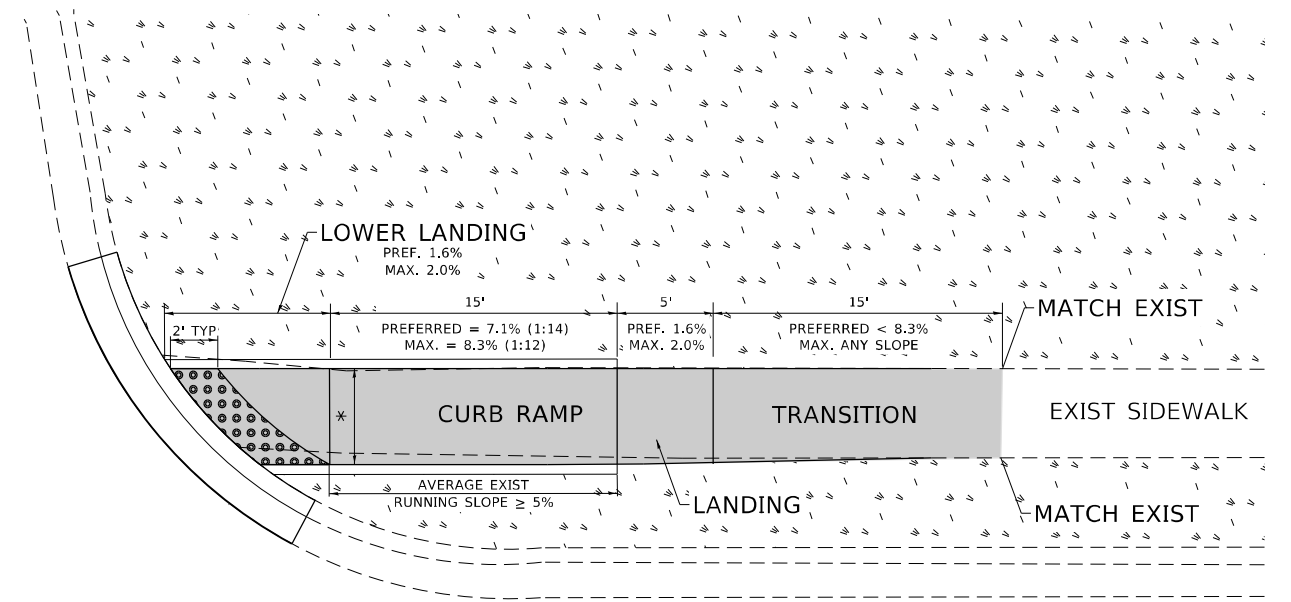 LOWER LANDING
PREF. 1.6%
MAX. 2.0%
15'
5'
15'
MATCH EXIST
2' TYP
PREFERRED = 7.1% (1:14)
MAX. = 8.3% (1:12)
PREF. 1.6%
MAX. 2.0%
PREFERRED < 8.3%
MAX. ANY SLOPE
*
CURB RAMP
TRANSITION
EXIST SIDEWALK
AVERAGE EXIST
RUNNING SLOPE ≥ 5%
LANDING
MATCH EXIST